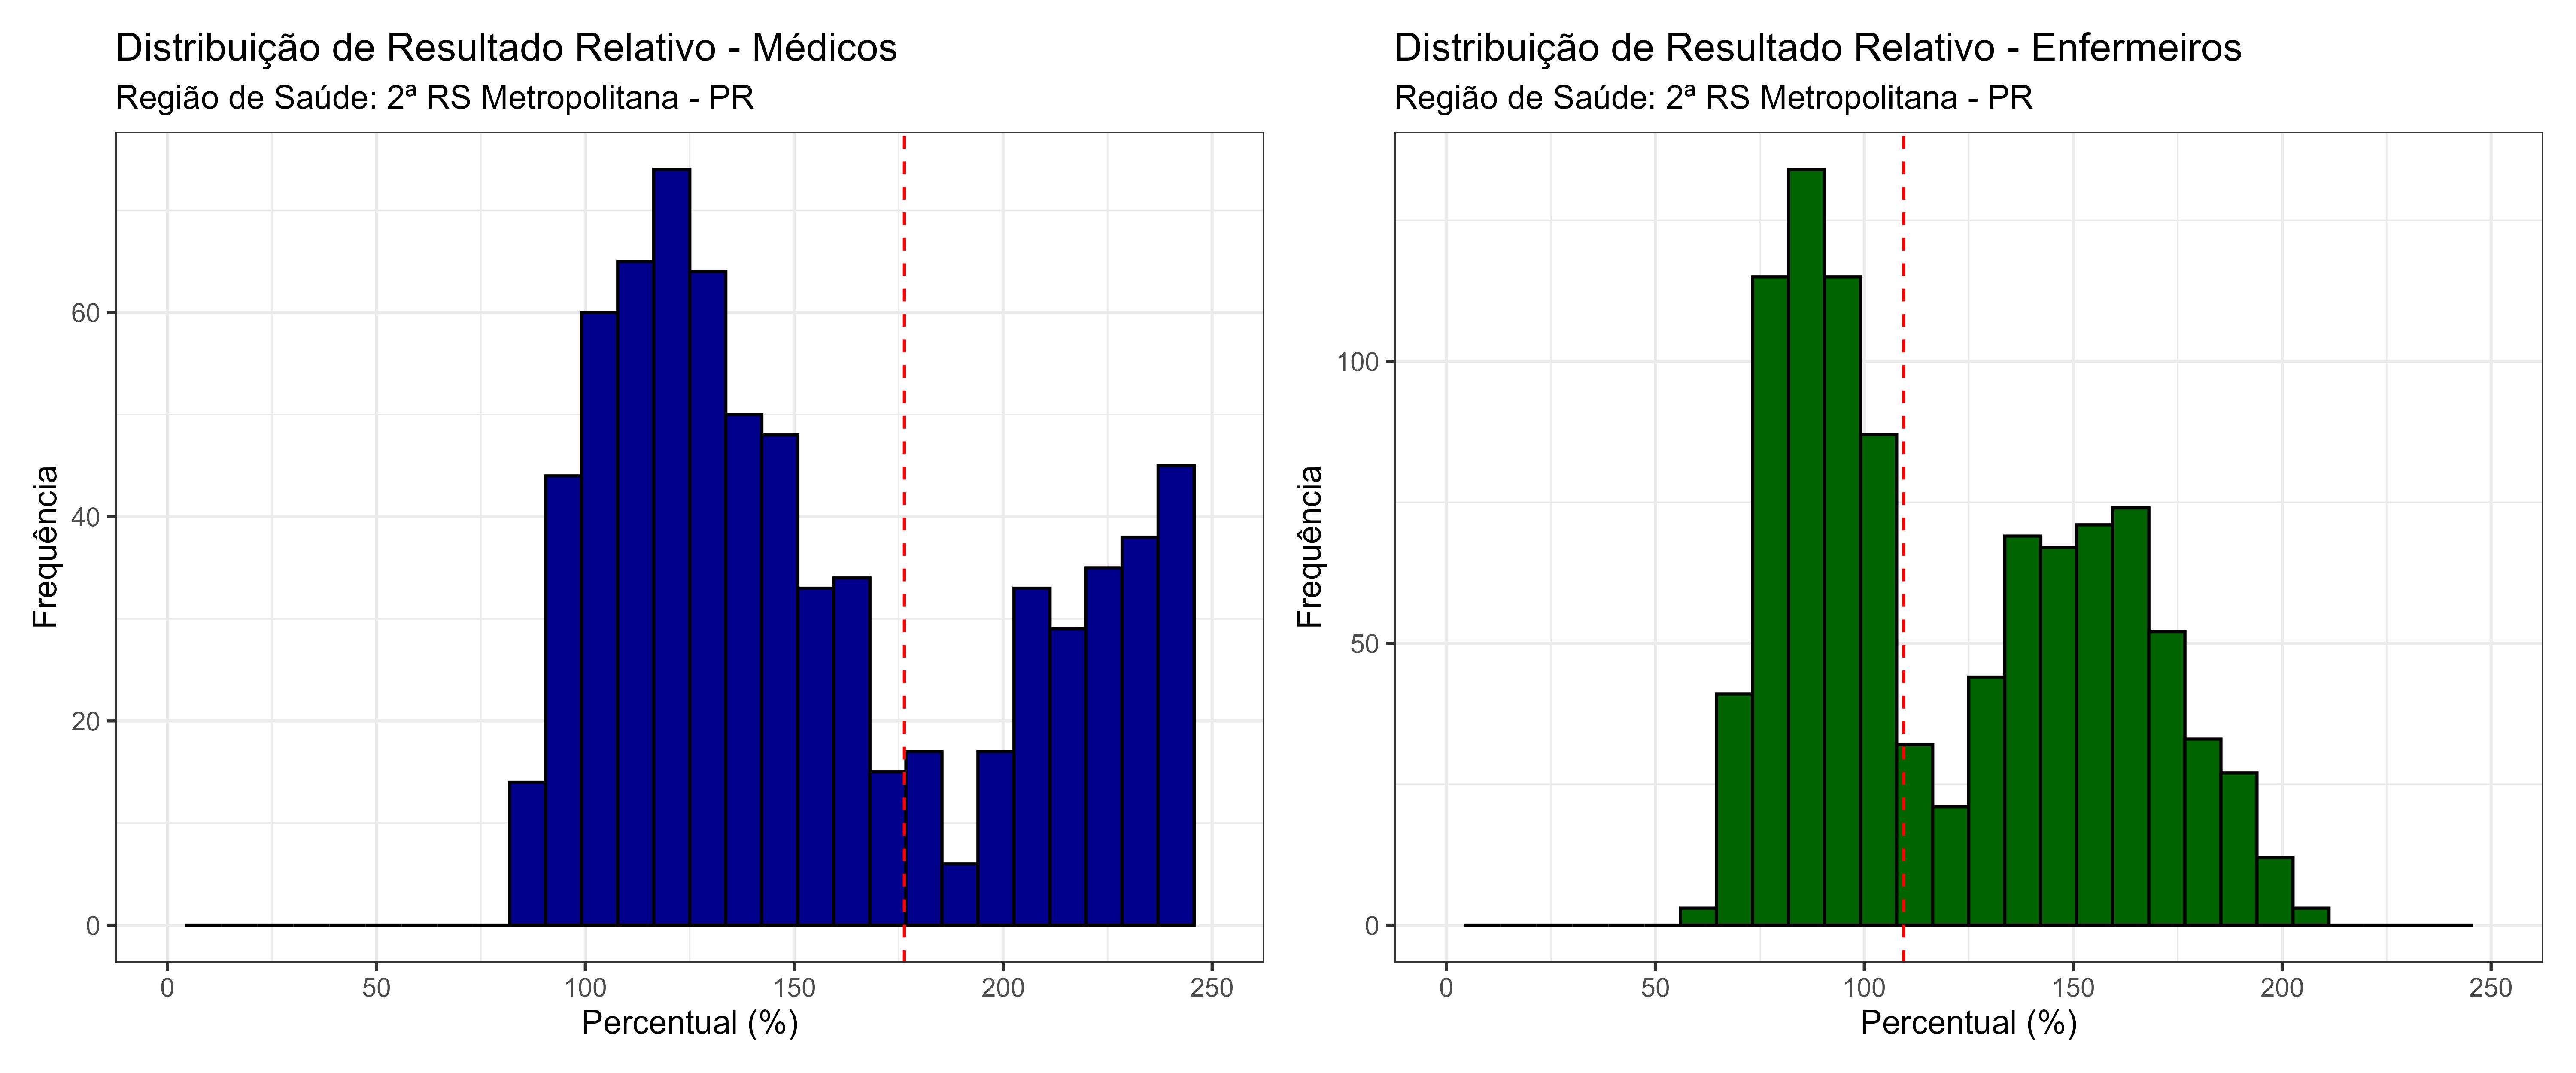 Distribuição de Resultado Relativo - Médicos
Região de Saúde: 2ª RS Metropolitana - PR
Frequência
60
40
20
0
0 50 100 150 200 250
Percentual (%)
Distribuição de Resultado Relativo - Enfermeiros
Região de Saúde: 2ª RS Metropolitana - PR
Frequência
100
50
0
0 50 100 150 200 250
Percentual (%)